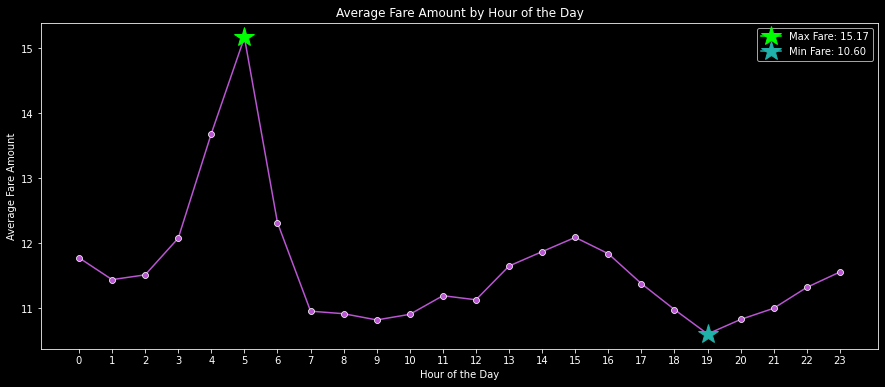 Average Fare Amount by Hour of the Day
Max Fare: 15.17
Min Fare: 10.60
Average Fare Amount
15
14
13
12
11
0 1 2 3 4 5 6 7 8 9 10 11 12 13 14 15 16 17 18 19 20 21 22 23
Hour of the Day